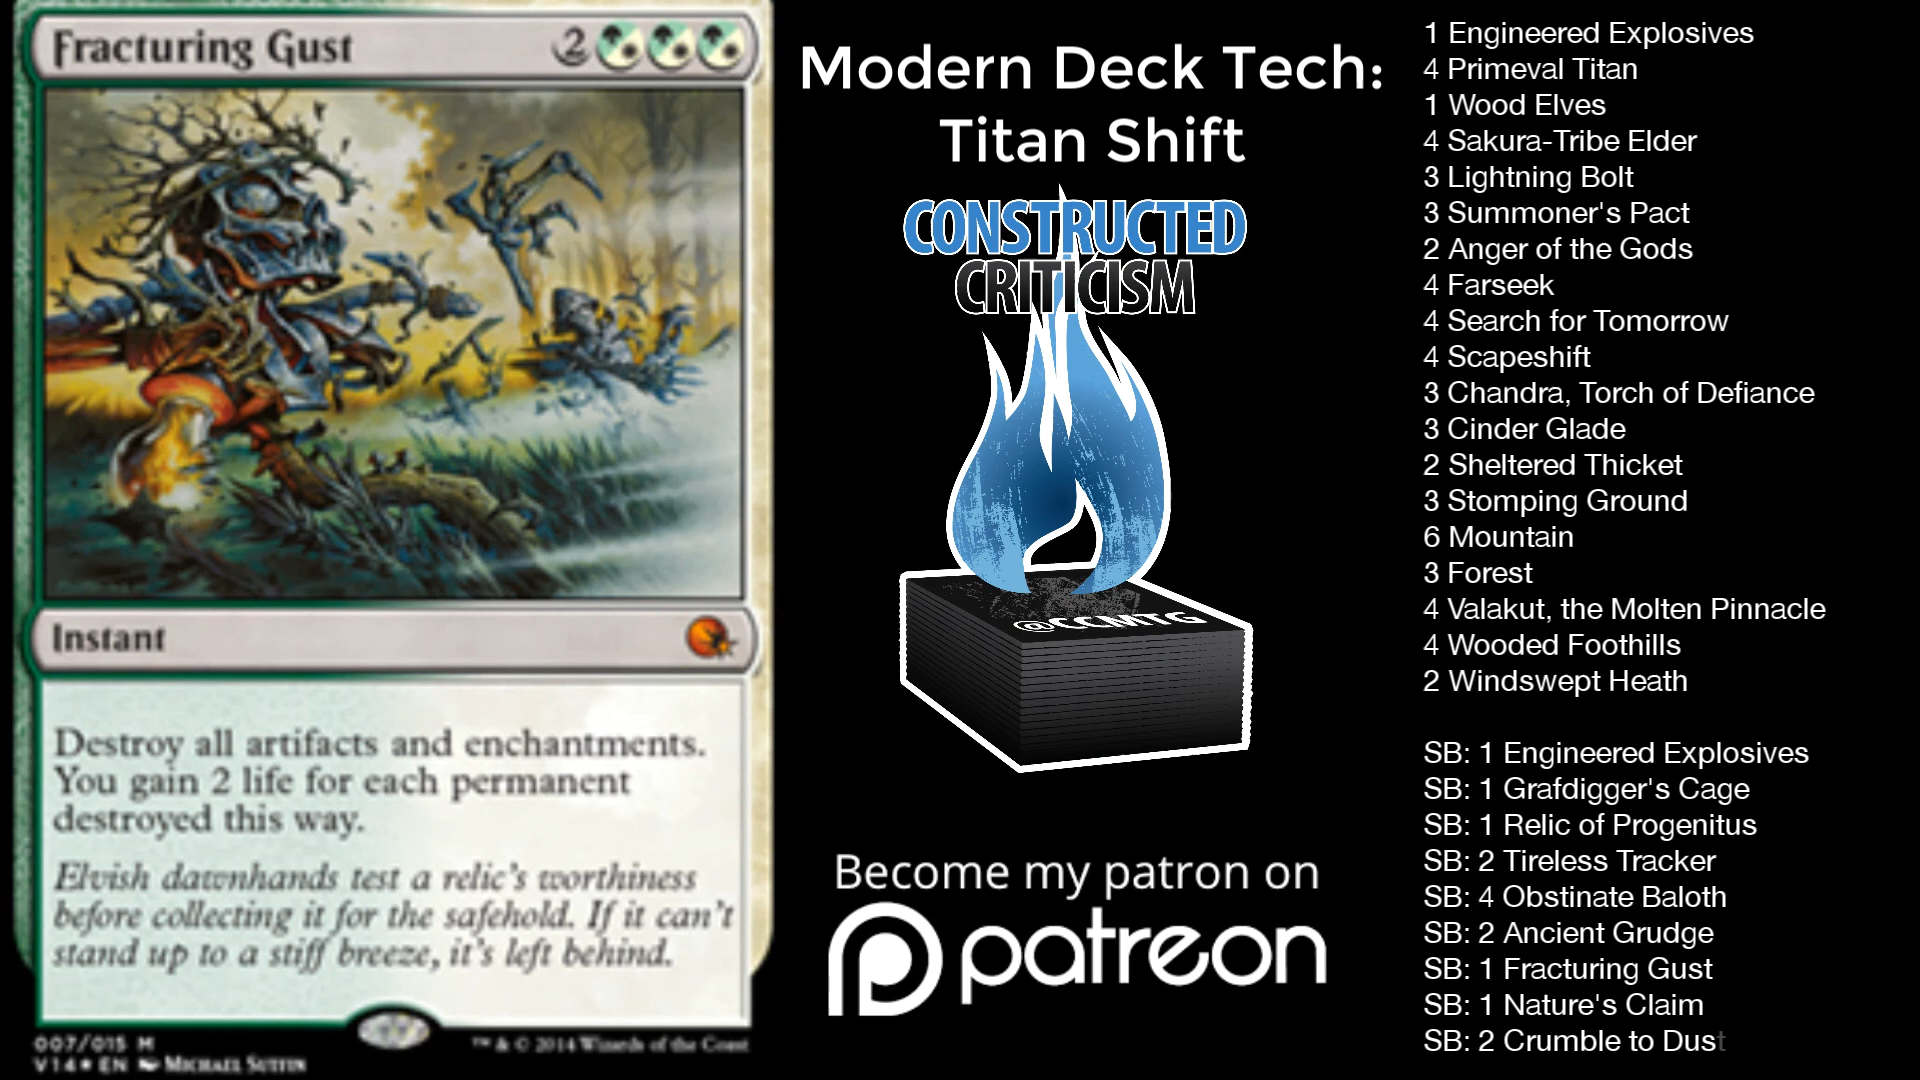 Fracturing Gust 2
Instant
Destroy all artifacts and enchantments.
You gain 2 life for each permanent
destroyed this way.
Elvish dawnhands test a relic's worthiness
before collecting it for the safehold. If it can't
stand up to a stiff breeze, it's left behind.
007/015 M
V14 ★ EN Michael Sutfin
™ & © 2014 Wizards of the Coast
Modern Deck Tech:
Titan Shift
CONSTRUCTED
CRITICISM
@CCMTG
Become my patron on
patreon
1 Engineered Explosives
4 Primeval Titan
1 Wood Elves
4 Sakura-Tribe Elder
3 Lightning Bolt
3 Summoner's Pact
2 Anger of the Gods
4 Farseek
4 Search for Tomorrow
4 Scapeshift
3 Chandra, Torch of Defiance
3 Cinder Glade
2 Sheltered Thicket
3 Stomping Ground
6 Mountain
3 Forest
4 Valakut, the Molten Pinnacle
4 Wooded Foothills
2 Windswept Heath
SB: 1 Engineered Explosives
SB: 1 Grafdigger's Cage
SB: 1 Relic of Progenitus
SB: 2 Tireless Tracker
SB: 4 Obstinate Baloth
SB: 2 Ancient Grudge
SB: 1 Fracturing Gust
SB: 1 Nature's Claim
SB: 2 Crumble to Dust